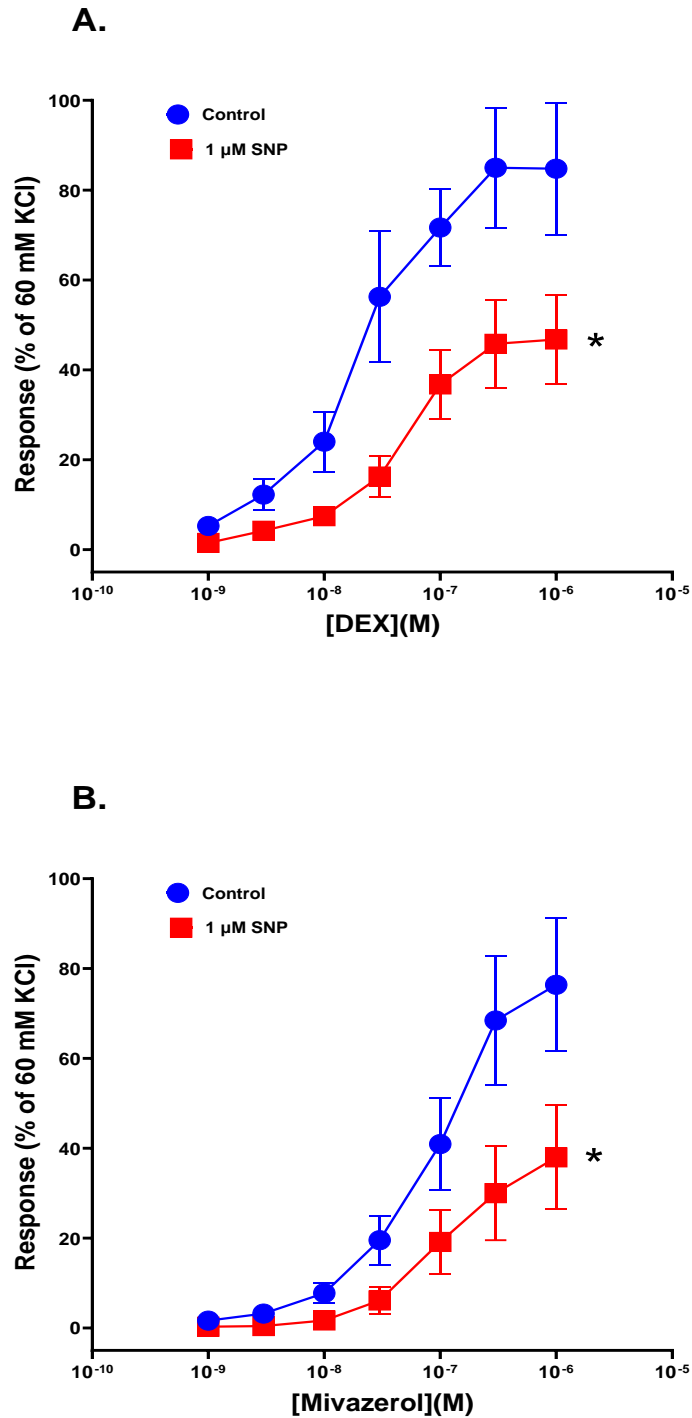 A.
100
80
60
40
20
0
Response (% of 60 mM KCl)
Control
1 µM SNP
*
10⁻¹⁰ 10⁻⁹ 10⁻⁸ 10⁻⁷ 10⁻⁶ 10⁻⁵
[DEX](M)
B.
100
80
60
40
20
0
Response (% of 60 mM KCl)
Control
1 µM SNP
*
10⁻¹⁰ 10⁻⁹ 10⁻⁸ 10⁻⁷ 10⁻⁶ 10⁻⁵
[Mivazerol](M)